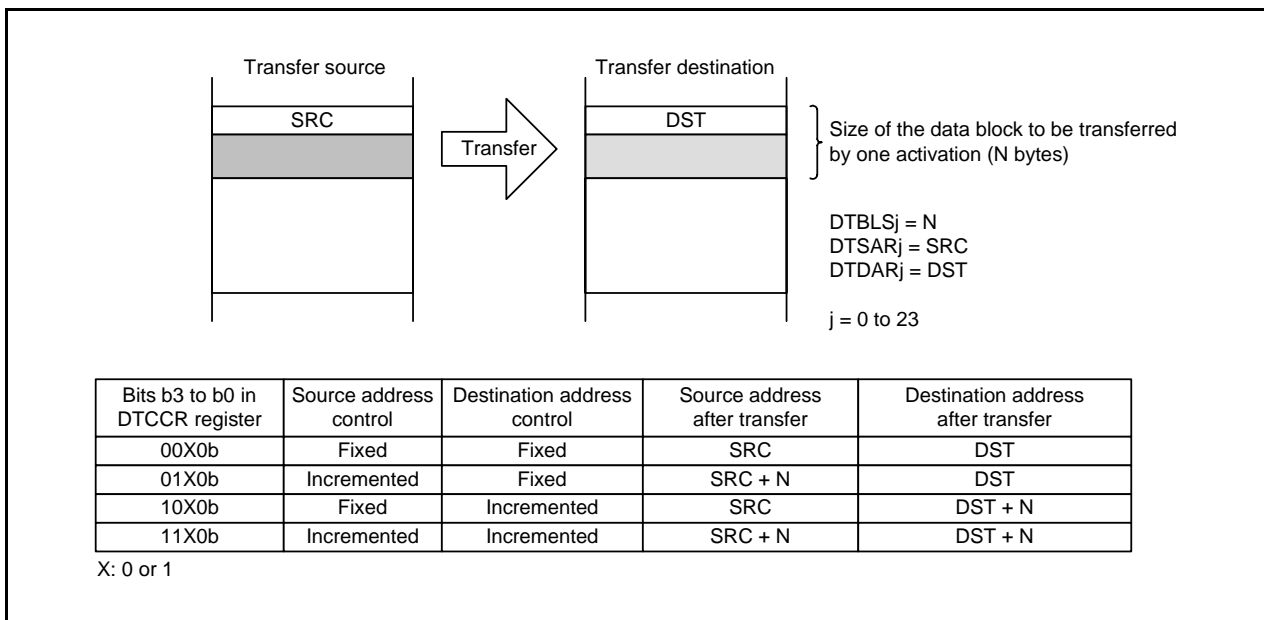 Transfer source
Transfer destination
SRC
DST
Transfer
Size of the data block to be transferred
by one activation (N bytes)
DTBLSj = N
DTSARj = SRC
DTDARj = DST
j = 0 to 23
Bits b3 to b0 in DTCCR register Source address control Destination address control Source address after transfer Destination address after transfer
00X0b Fixed Fixed SRC DST
01X0b Incremented Fixed SRC + N DST
10X0b Fixed Incremented SRC DST + N
11X0b Incremented Incremented SRC + N DST + N
X: 0 or 1